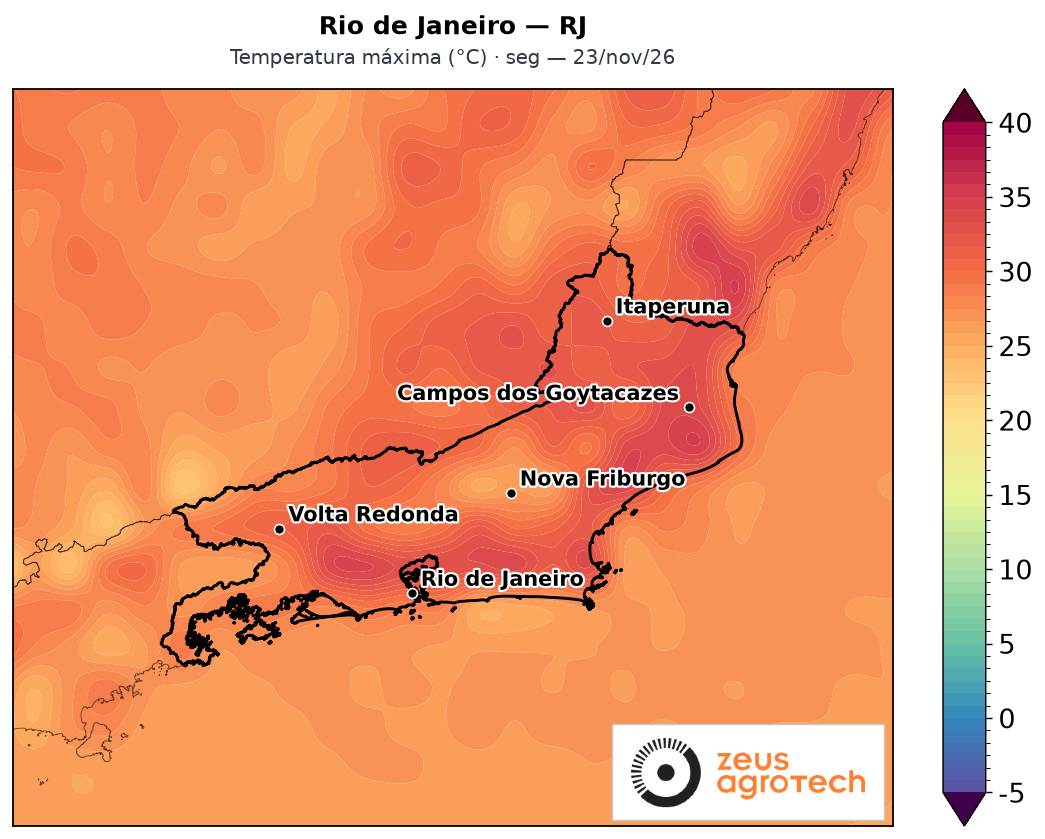 Rio de Janeiro — RJ
Temperatura máxima (°C) · seg — 23/nov/26
40
35
30
25
20
15
10
5
0
-5
Itaperuna
Campos dos Goytacazes
Nova Friburgo
Volta Redonda
Rio de Janeiro
zeus
agrotech